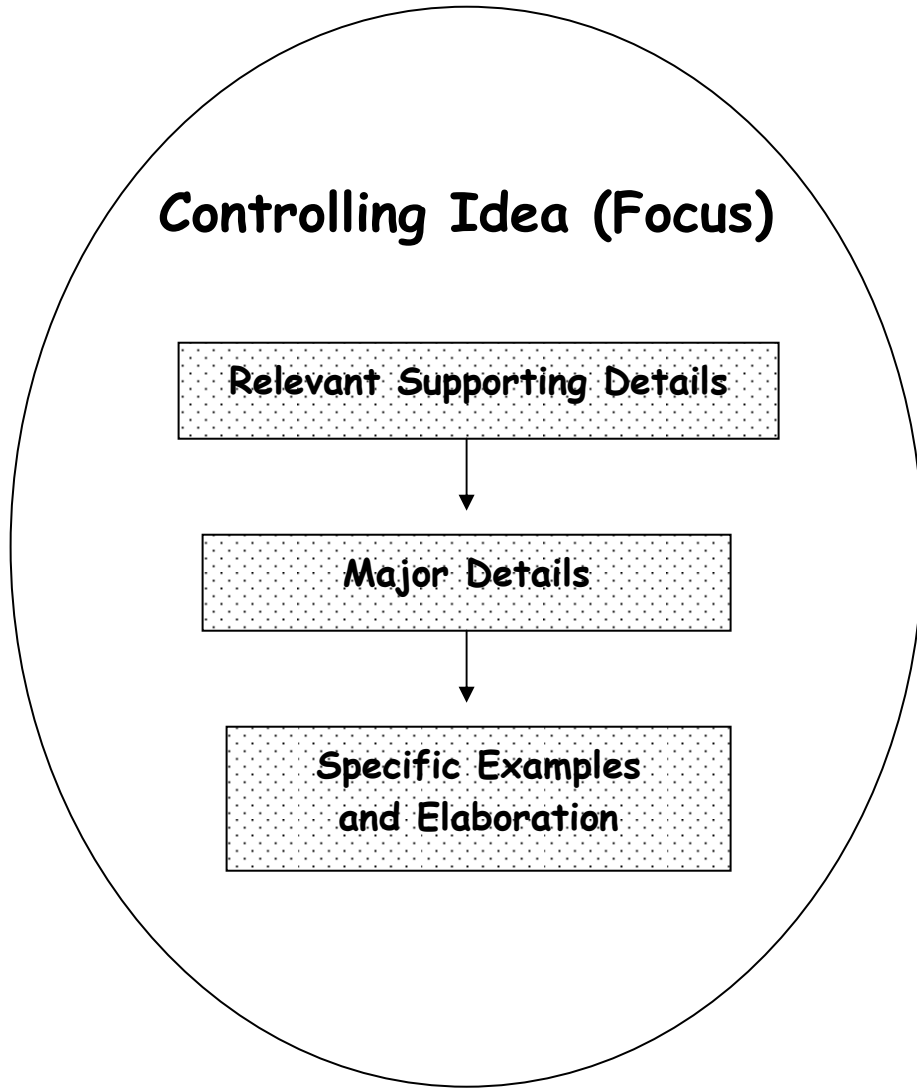 Controlling Idea (Focus)
Relevant Supporting Details
Major Details
Specific Examples
and Elaboration